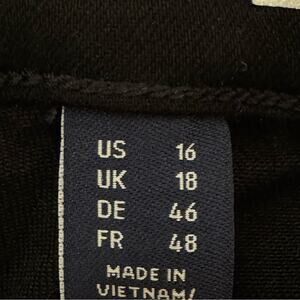 US 16
UK 18
DE 46
FR 48
MADE IN
VIETNAM/